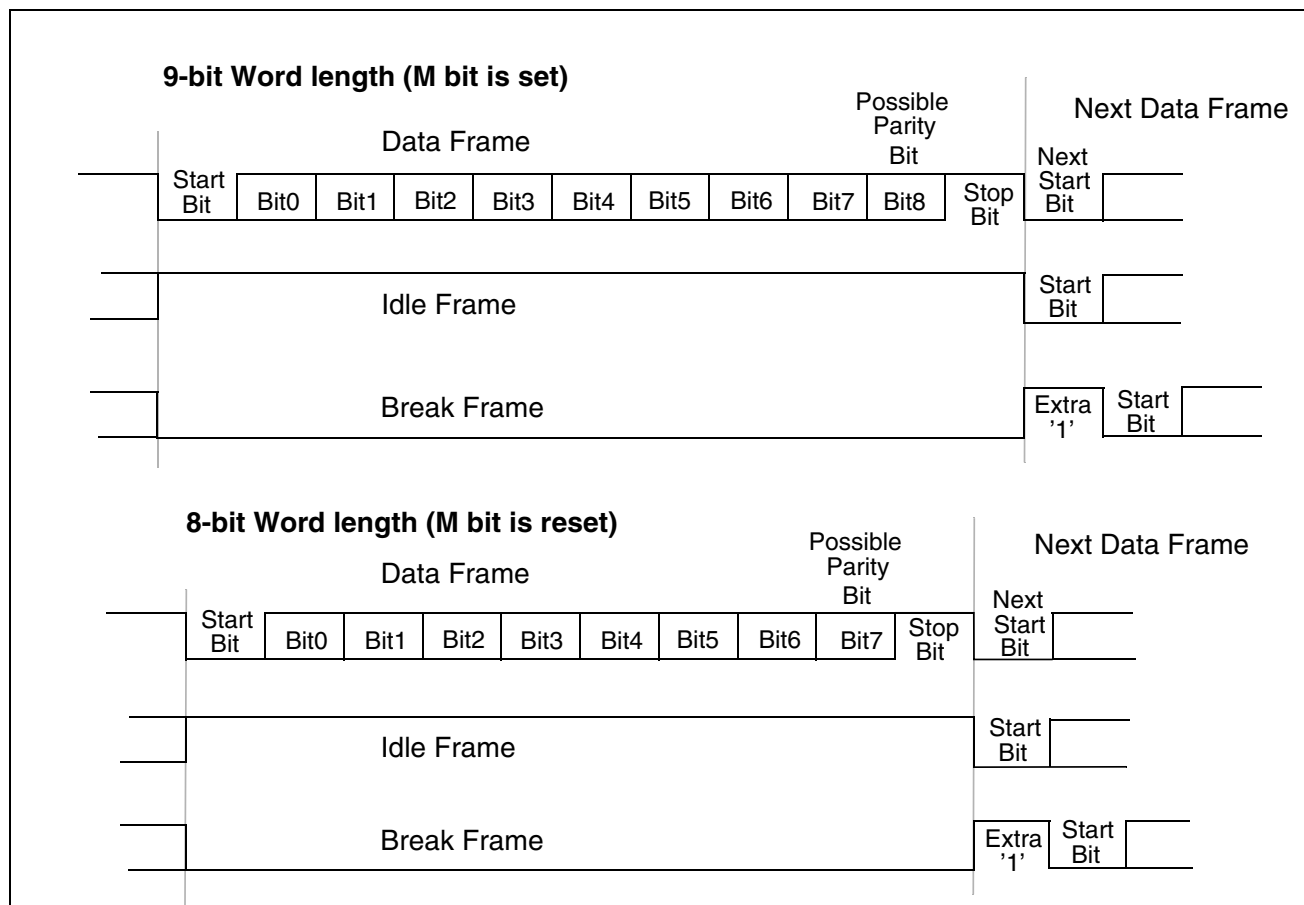 9-bit Word length (M bit is set)
Possible
Parity
Bit
Next Data Frame
Data Frame
Next
Start
Bit
Start
Bit
Bit0
Bit1
Bit2
Bit3
Bit4
Bit5
Bit6
Bit7
Bit8
Stop
Bit
Idle Frame
Start
Bit
Break Frame
Extra
'1'
Start
Bit
8-bit Word length (M bit is reset)
Possible
Parity
Bit
Next Data Frame
Data Frame
Next
Start
Bit
Start
Bit
Bit0
Bit1
Bit2
Bit3
Bit4
Bit5
Bit6
Bit7
Stop
Bit
Idle Frame
Start
Bit
Break Frame
Extra
'1'
Start
Bit